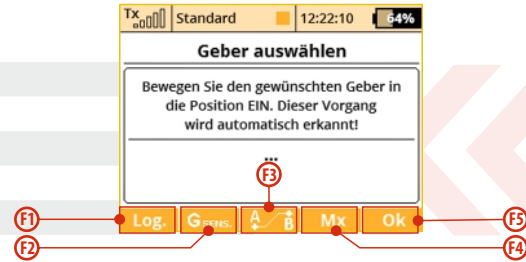 Tx Standard 12:22:10 64%
Geber auswählen
Bewegen Sie den gewünschten Geber in
die Position EIN. Dieser Vorgang
wird automatisch erkannt!
...
F3
F1 Log. G SENS. A B Mx Ok F5
F2 F4